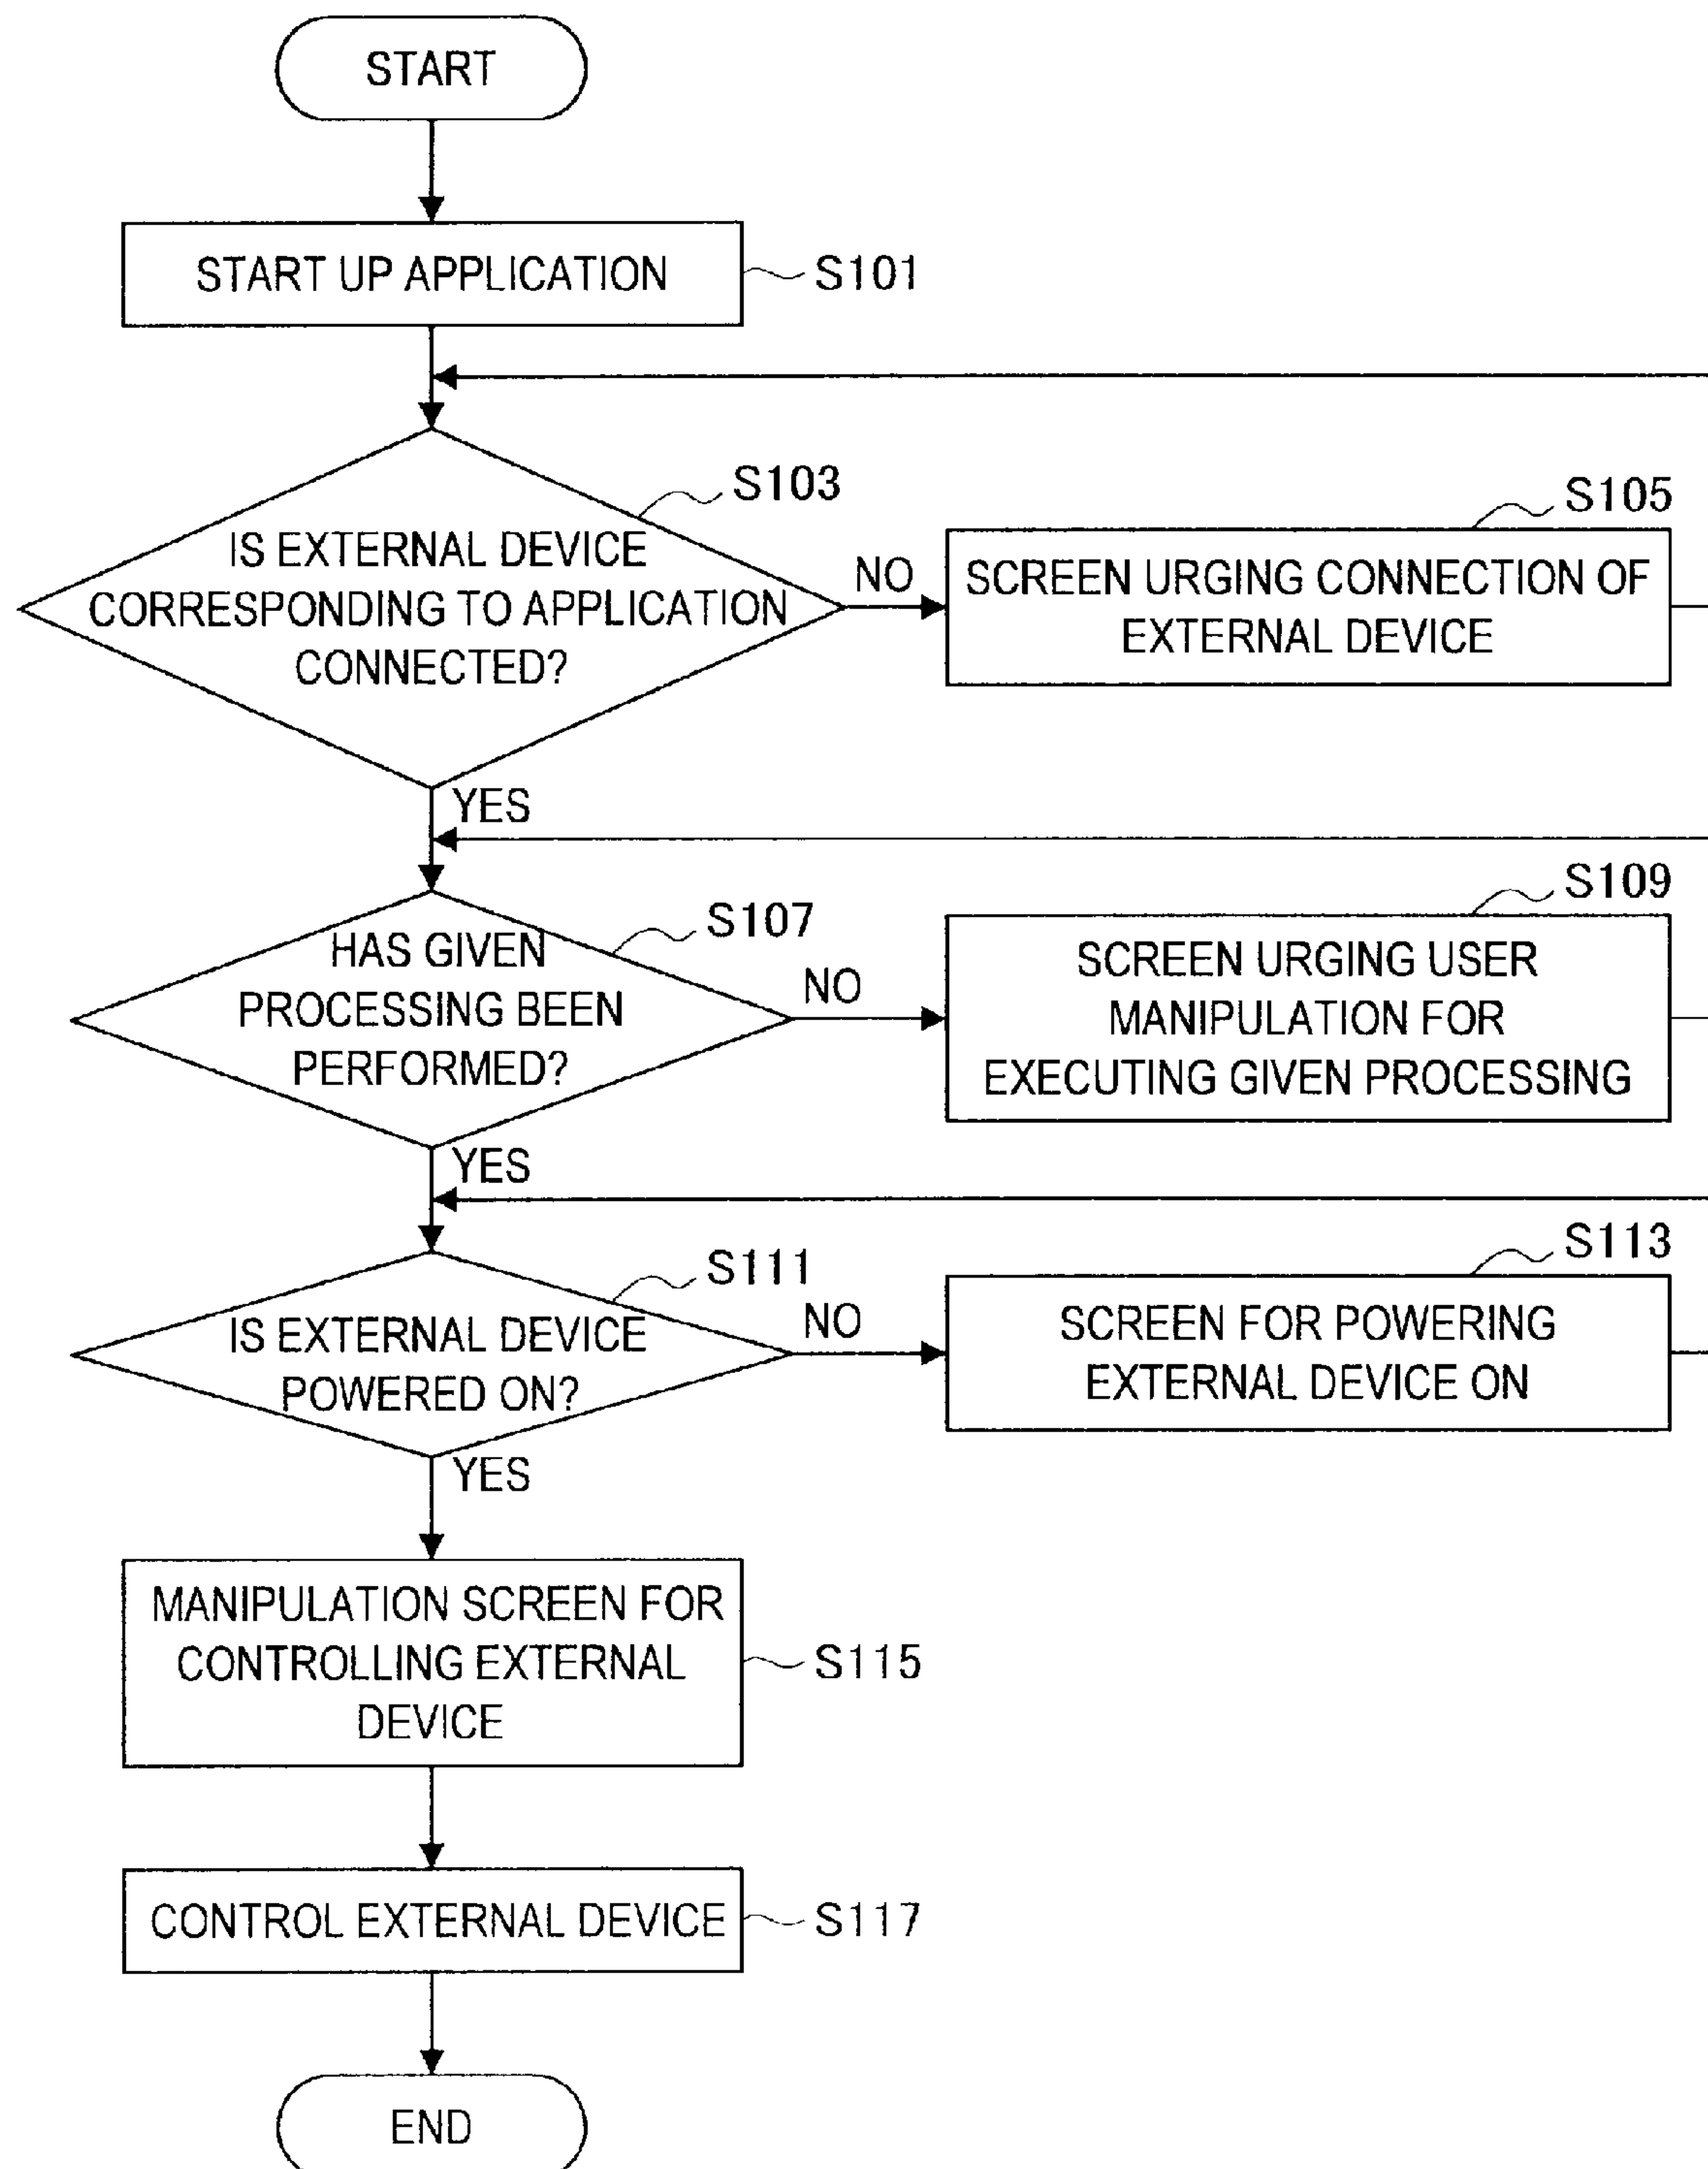 START
START UP APPLICATION
S101
S103
IS EXTERNAL DEVICE
CORRESPONDING TO APPLICATION
CONNECTED?
NO
S105
SCREEN URGING CONNECTION OF
EXTERNAL DEVICE
YES
S107
HAS GIVEN
PROCESSING BEEN
PERFORMED?
NO
S109
SCREEN URGING USER
MANIPULATION FOR
EXECUTING GIVEN PROCESSING
YES
S111
IS EXTERNAL DEVICE
POWERED ON?
NO
S113
SCREEN FOR POWERING
EXTERNAL DEVICE ON
YES
MANIPULATION SCREEN FOR
CONTROLLING EXTERNAL
DEVICE
S115
CONTROL EXTERNAL DEVICE
S117
END